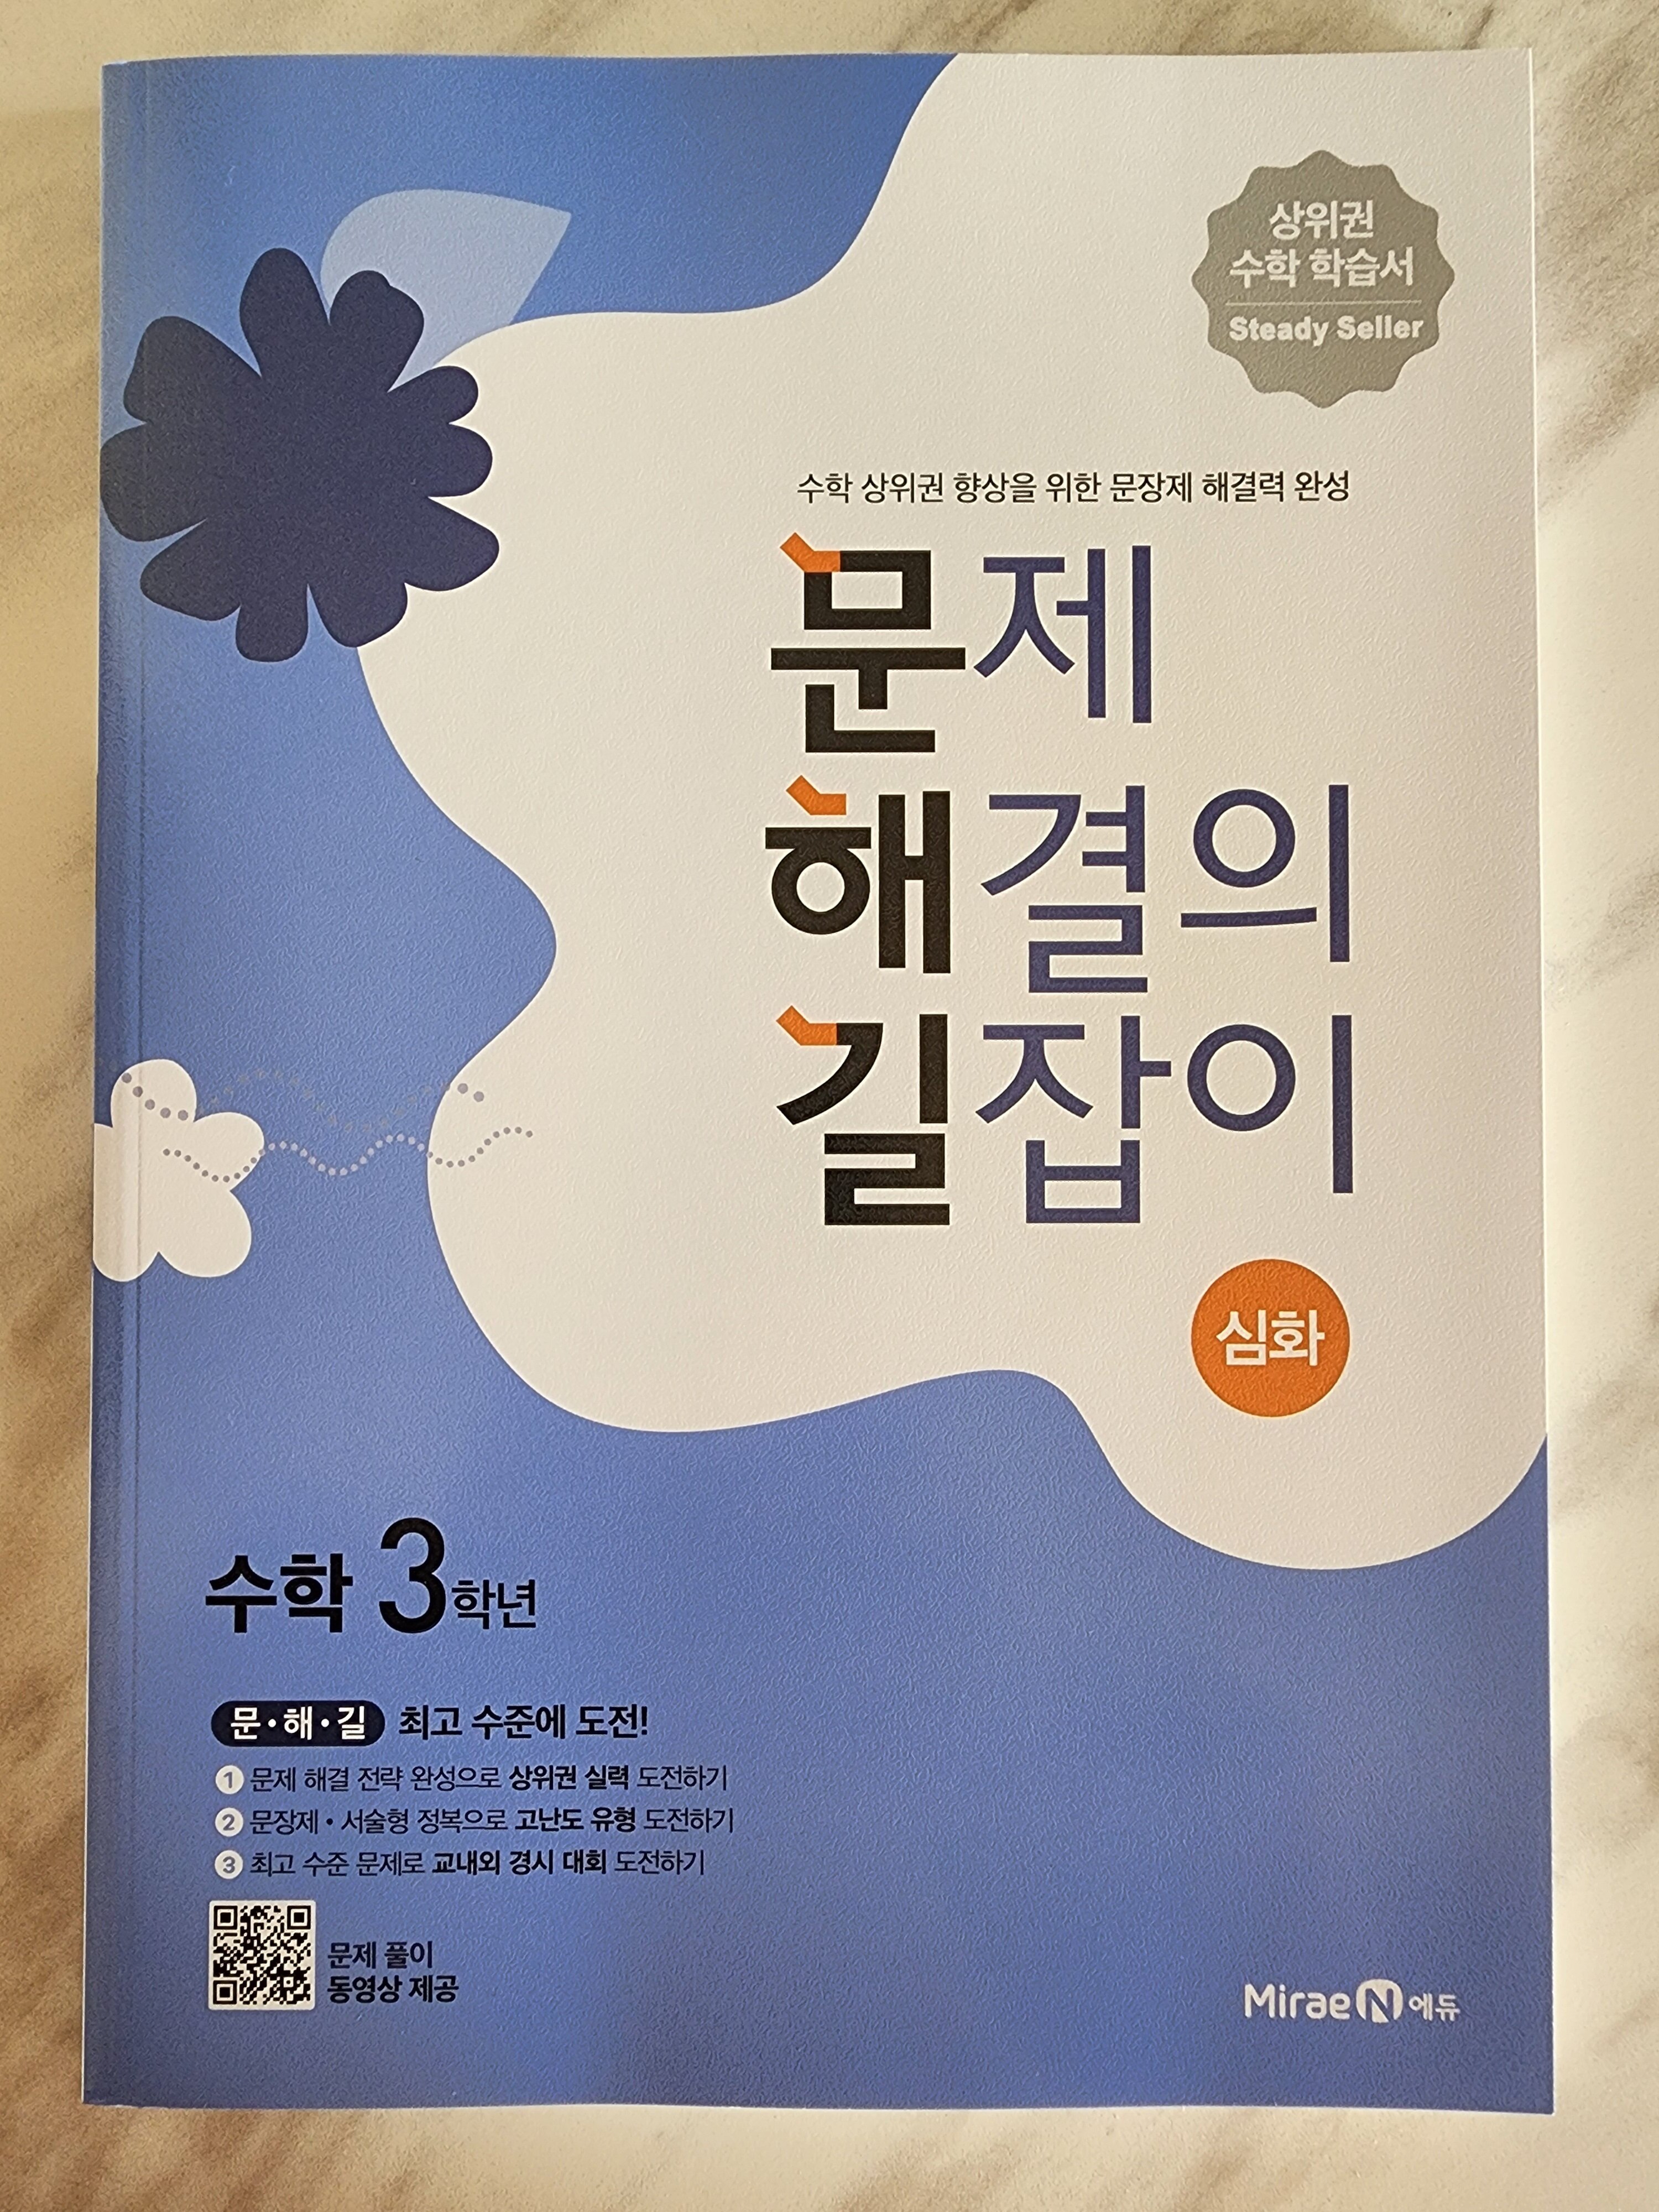 상위권
수학 학습서
Steady Seller
수학 상위권 향상을 위한 문장제 해결력 완성
문제
해결의
길잡이
심화
수학 3학년
문·해·길 최고 수준에 도전!
1 문제 해결 전략 완성으로 상위권 실력 도전하기
2 문장제·서술형 정복으로 고난도 유형 도전하기
3 최고 수준 문제로 교내외 경시 대회 도전하기
문제 풀이
동영상 제공
Mirae N 에듀